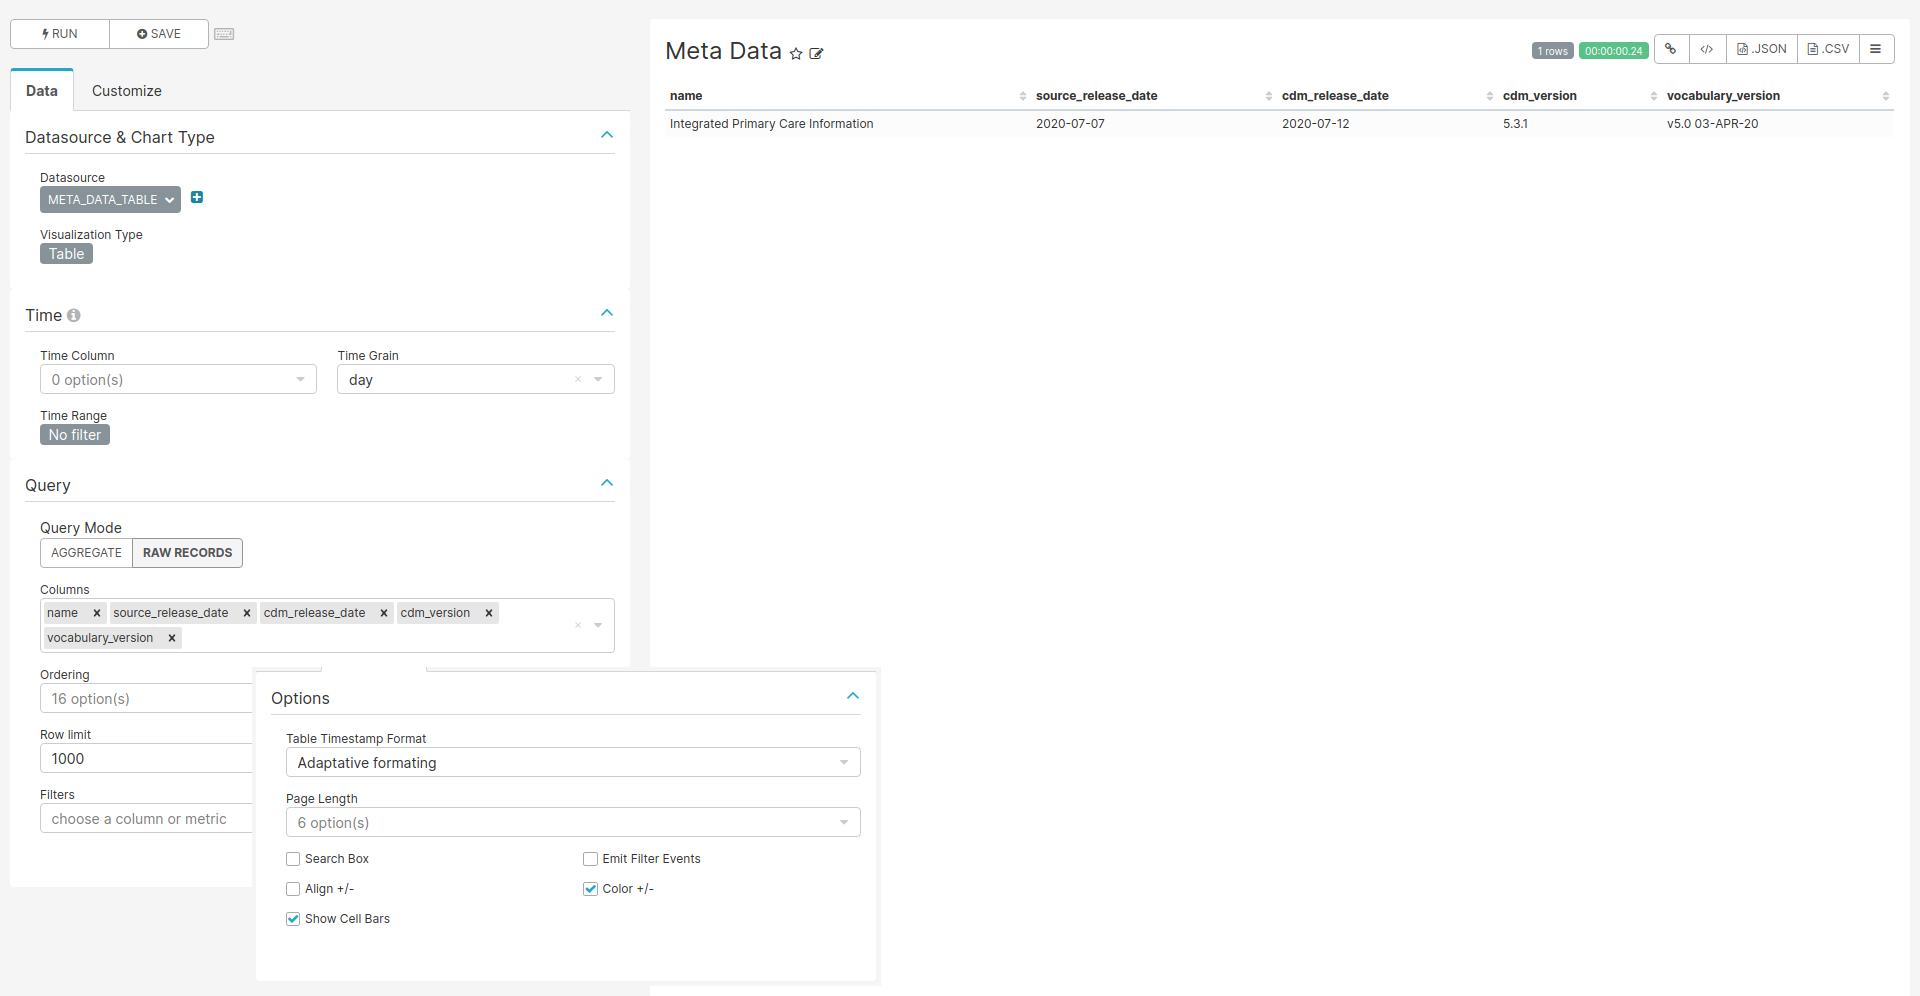 RUN
SAVE
Data
Customize
Datasource & Chart Type
Datasource
META_DATA_TABLE
Visualization Type
Table
Time
Time Column
Time Grain
0 option(s)
day
Time Range
No filter
Query
Query Mode
AGGREGATE
RAW RECORDS
Columns
name
source_release_date
cdm_release_date
cdm_version
vocabulary_version
Ordering
16 option(s)
Row limit
1000
Filters
choose a column or metric
Options
Table Timestamp Format
Adaptative formating
Page Length
6 option(s)
Search Box
Emit Filter Events
Align +/-
Color +/-
Show Cell Bars
Meta Data
1 rows
00:00:00.24
.JSON
.CSV
name source_release_date cdm_release_date cdm_version vocabulary_version
Integrated Primary Care Information 2020-07-07 2020-07-12 5.3.1 v5.0 03-APR-20